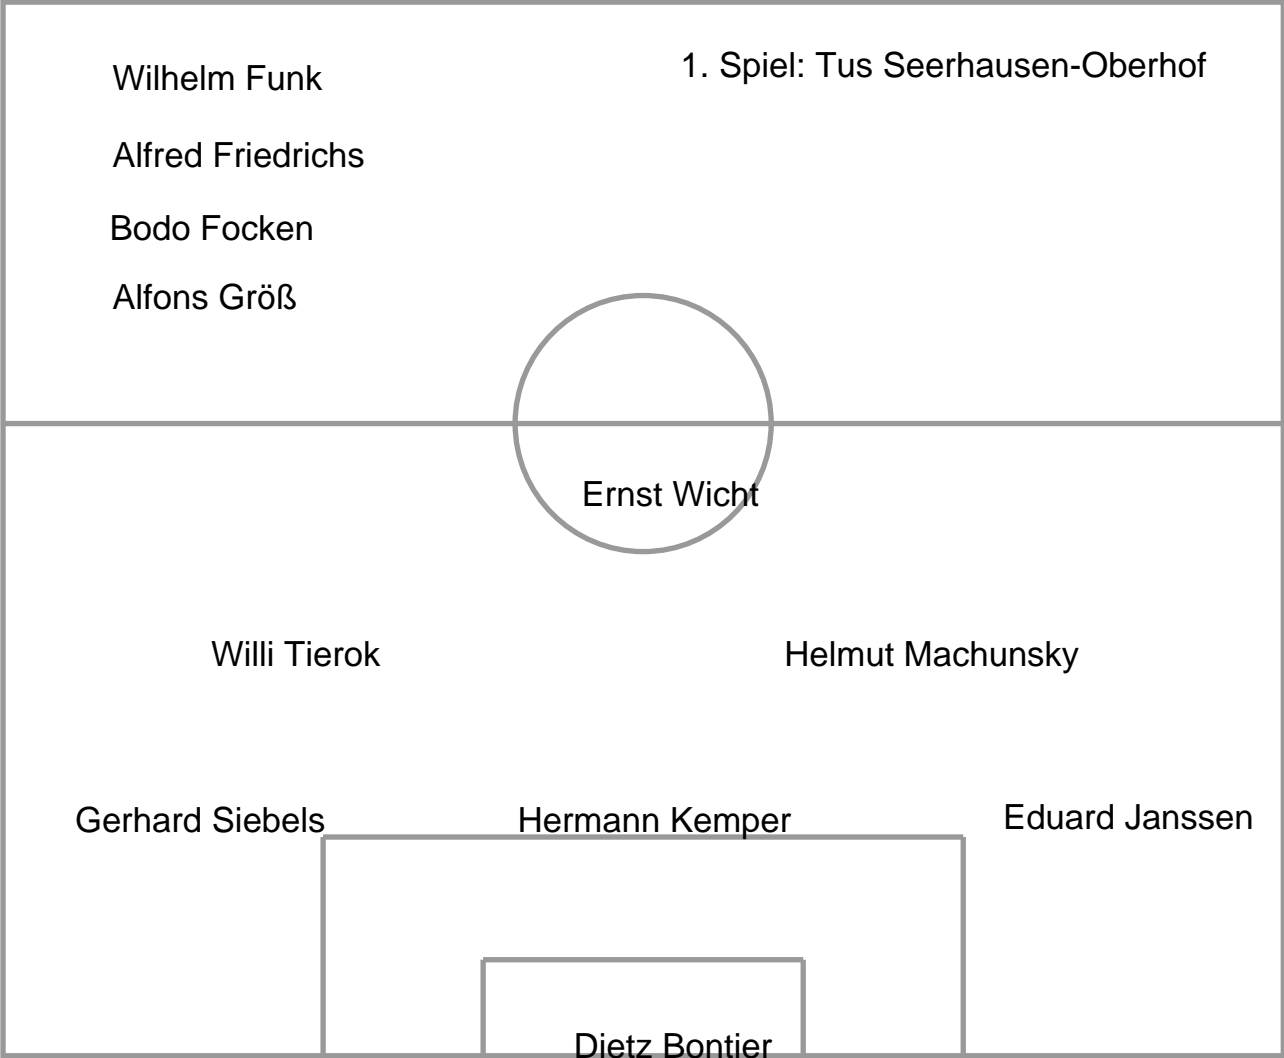 1. Spiel: Tus Seerhausen-Oberhof
Wilhelm Funk
Alfred Friedrichs
Bodo Focken
Alfons Größ
Ernst Wicht
Willi Tierok
Helmut Machunsky
Gerhard Siebels
Hermann Kemper
Eduard Janssen
Dietz Bontier